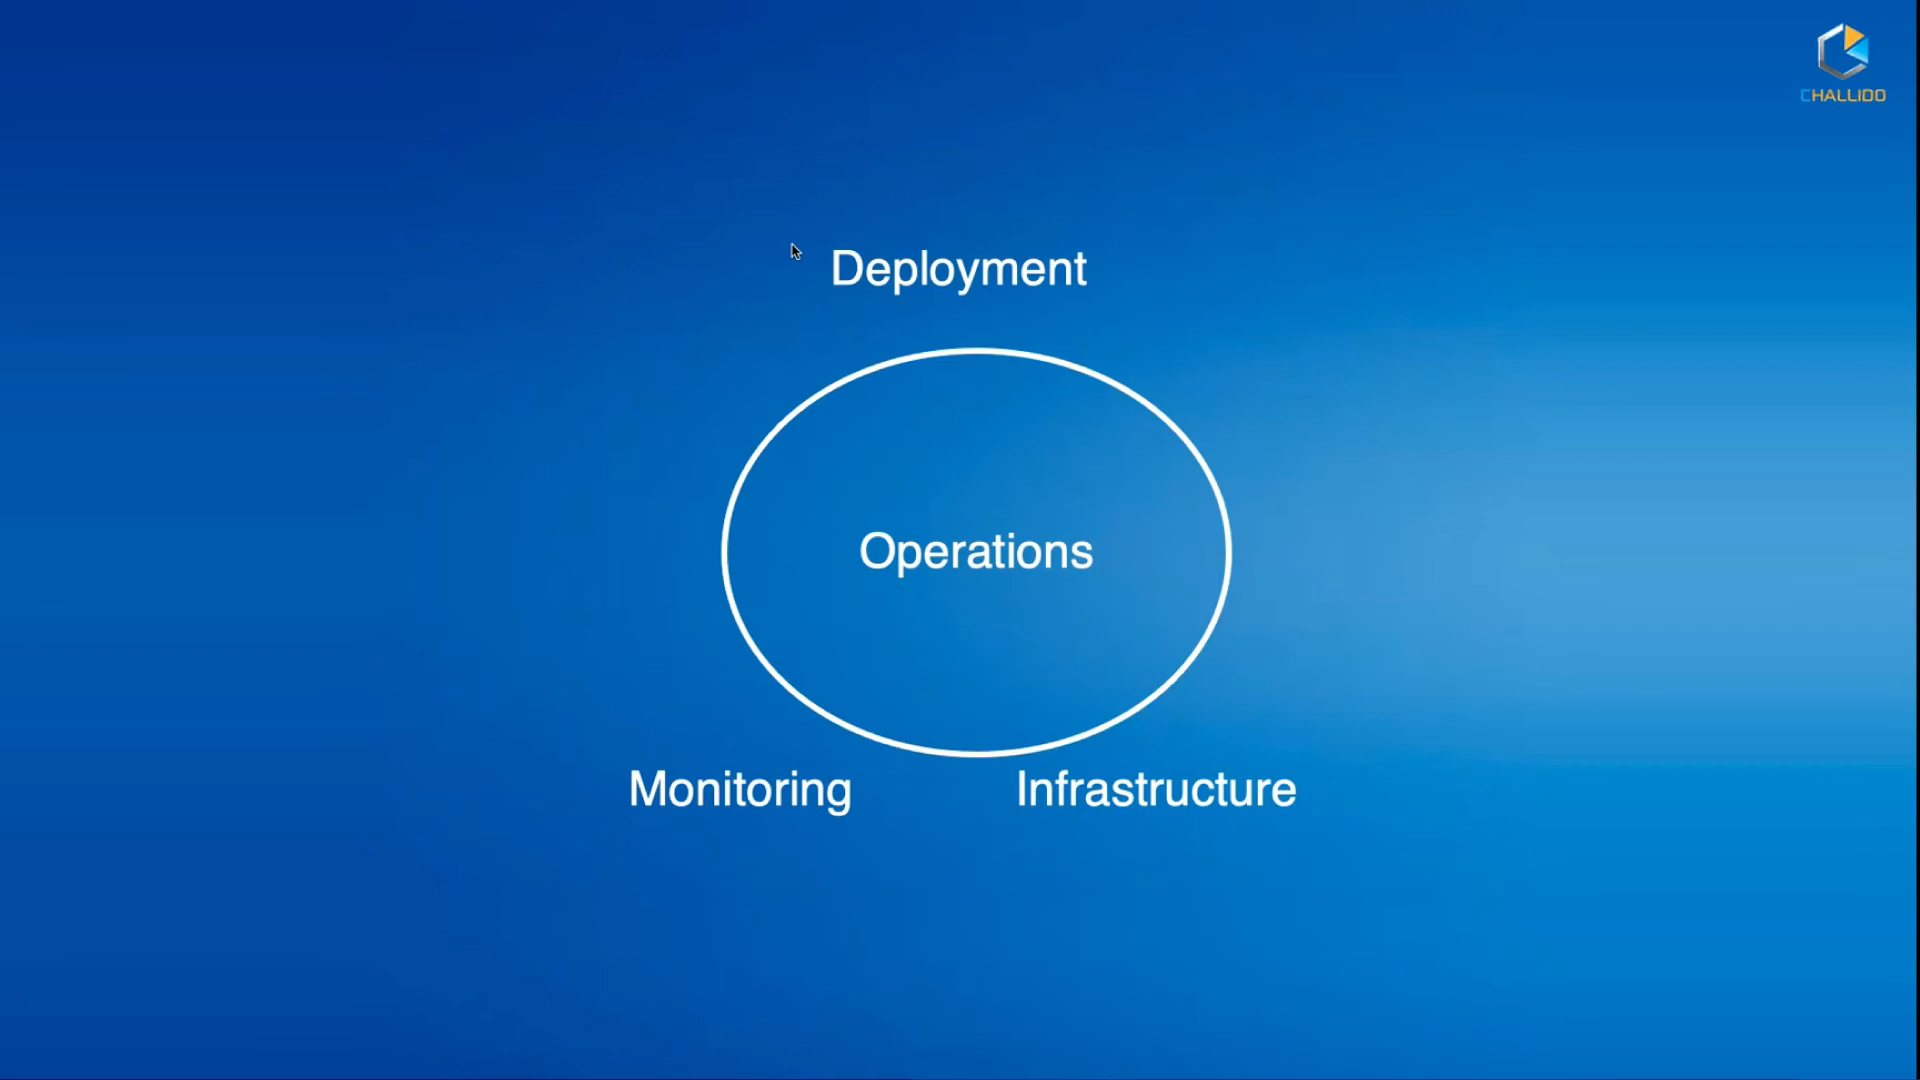 CHALLIDO
Deployment
Operations
Monitoring
Infrastructure